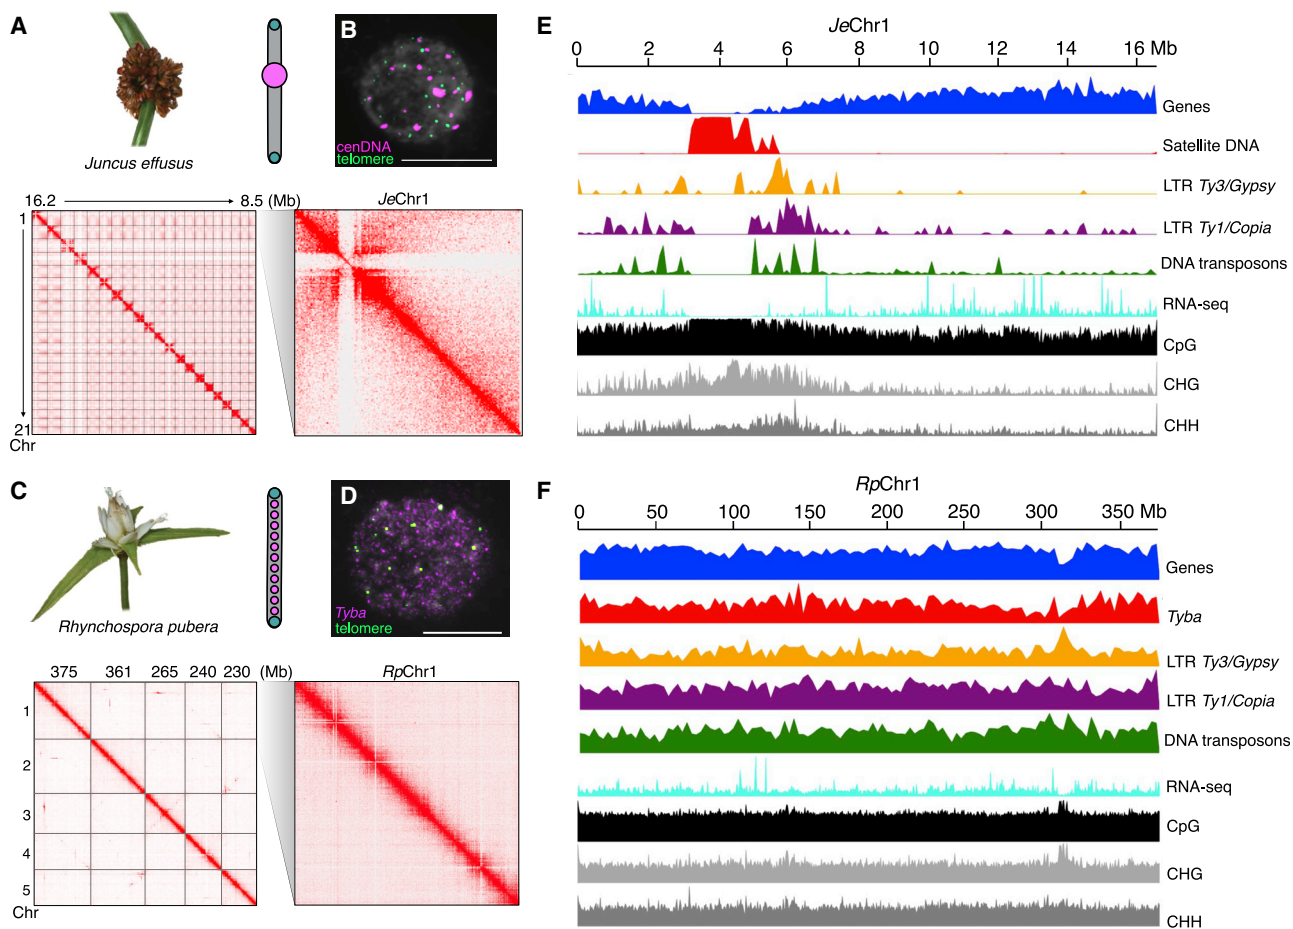 A
Juncus effusus
B
cenDNA
telomere
16.2 8.5 (Mb)
1
21
Chr
JeChr1
C
Rhynchospora pubera
D
Tyba
telomere
375 361 265 240 230 (Mb)
1
2
3
4
5
Chr
RpChr1
E
JeChr1
0 2 4 6 8 10 12 14 16 Mb
Genes
Satellite DNA
LTR Ty3/Gypsy
LTR Ty1/Copia
DNA transposons
RNA-seq
CpG
CHG
CHH
F
RpChr1
0 50 100 150 200 250 300 350 Mb
Genes
Tyba
LTR Ty3/Gypsy
LTR Ty1/Copia
DNA transposons
RNA-seq
CpG
CHG
CHH